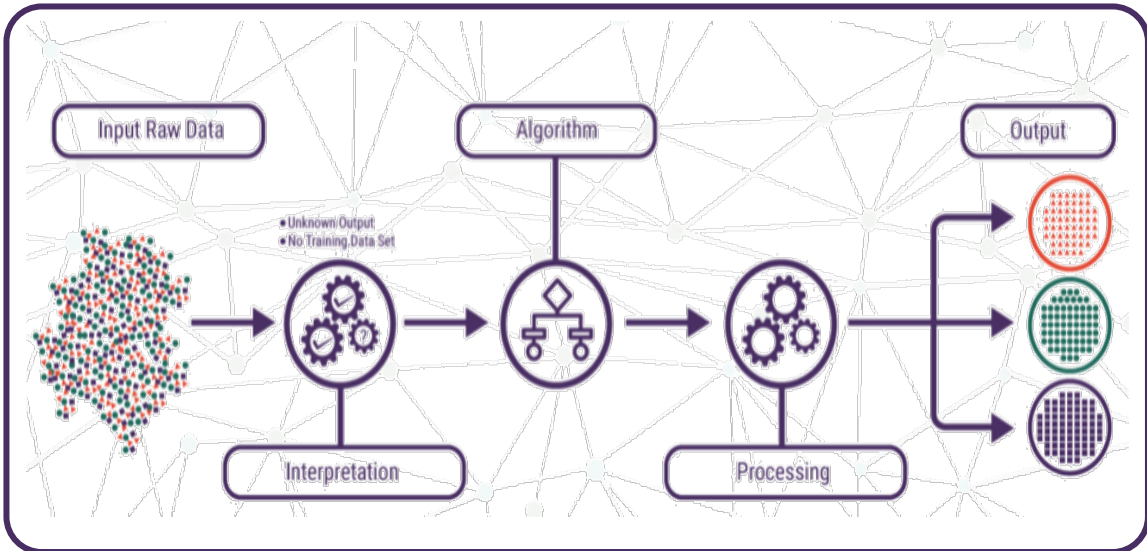 Input Raw Data
Algorithm
Output
• Unknown Output
• No Training Data Set
?
Interpretation
Processing